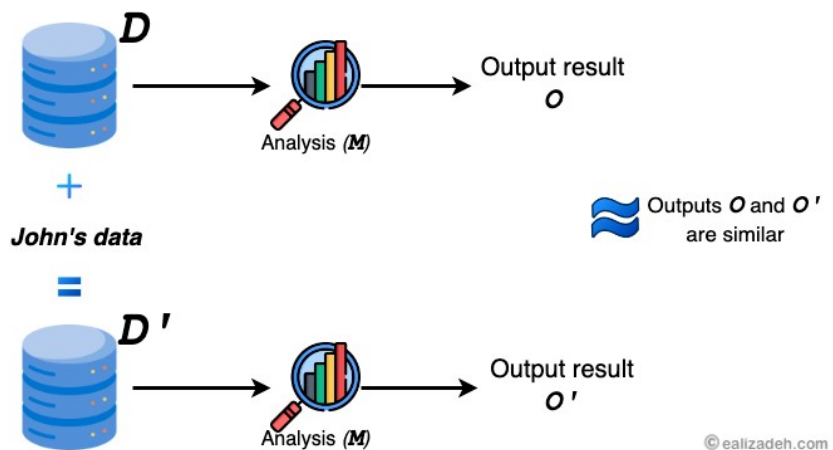 D
Output result
O
Analysis (M)
+
John's data
=
≈ Outputs O and O'
are similar
D'
Output result
O'
Analysis (M)
© ealizadeh.com